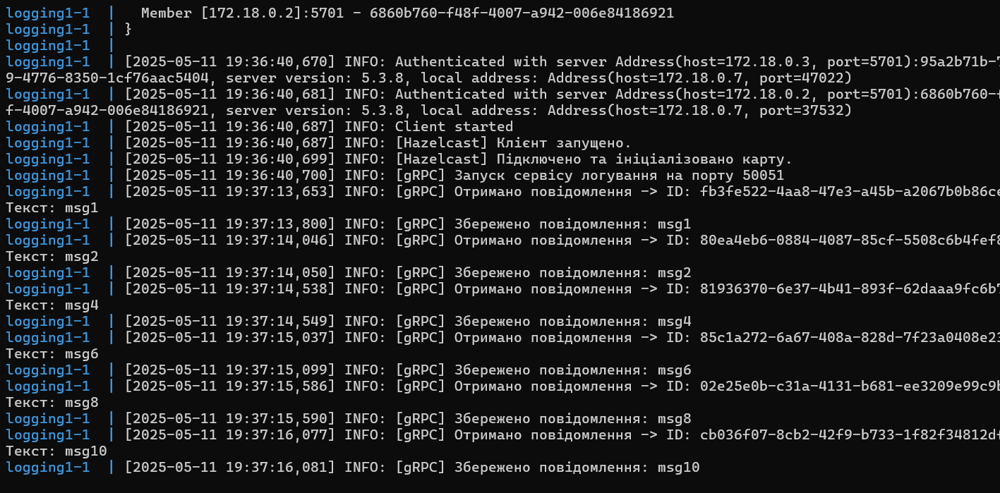 logging1-1  |   Member [172.18.0.2]:5701 - 6860b760-f48f-4007-a942-006e84186921
logging1-1  | }
logging1-1  |
logging1-1  | [2025-05-11 19:36:40,670] INFO: Authenticated with server Address(host=172.18.0.3, port=5701):95a2b71b-
9-4776-8350-1cf76aac5404, server version: 5.3.8, local address: Address(host=172.18.0.7, port=47022)
logging1-1  | [2025-05-11 19:36:40,681] INFO: Authenticated with server Address(host=172.18.0.2, port=5701):6860b760-
f-4007-a942-006e84186921, server version: 5.3.8, local address: Address(host=172.18.0.7, port=37532)
logging1-1  | [2025-05-11 19:36:40,687] INFO: Client started
logging1-1  | [2025-05-11 19:36:40,687] INFO: [Hazelcast] Клієнт запущено.
logging1-1  | [2025-05-11 19:36:40,699] INFO: [Hazelcast] Підключено та ініціалізовано карту.
logging1-1  | [2025-05-11 19:36:40,700] INFO: [gRPC] Запуск сервісу логування на порту 50051
logging1-1  | [2025-05-11 19:37:13,653] INFO: [gRPC] Отримано повідомлення -> ID: fb3fe522-4aa8-47e3-a45b-a2067b0b86ce
Текст: msg1
logging1-1  | [2025-05-11 19:37:13,800] INFO: [gRPC] Збережено повідомлення: msg1
logging1-1  | [2025-05-11 19:37:14,046] INFO: [gRPC] Отримано повідомлення -> ID: 80ea4eb6-0884-4087-85cf-5508c6b4fef8
Текст: msg2
logging1-1  | [2025-05-11 19:37:14,050] INFO: [gRPC] Збережено повідомлення: msg2
logging1-1  | [2025-05-11 19:37:14,538] INFO: [gRPC] Отримано повідомлення -> ID: 81936370-6e37-4b41-893f-62daaa9fc6b7
Текст: msg4
logging1-1  | [2025-05-11 19:37:14,549] INFO: [gRPC] Збережено повідомлення: msg4
logging1-1  | [2025-05-11 19:37:15,037] INFO: [gRPC] Отримано повідомлення -> ID: 85c1a272-6a67-408a-828d-7f23a0408e23
Текст: msg6
logging1-1  | [2025-05-11 19:37:15,099] INFO: [gRPC] Збережено повідомлення: msg6
logging1-1  | [2025-05-11 19:37:15,586] INFO: [gRPC] Отримано повідомлення -> ID: 02e25e0b-c31a-4131-b681-ee3209e99c9b
Текст: msg8
logging1-1  | [2025-05-11 19:37:15,590] INFO: [gRPC] Збережено повідомлення: msg8
logging1-1  | [2025-05-11 19:37:16,077] INFO: [gRPC] Отримано повідомлення -> ID: cb036f07-8cb2-42f9-b733-1f82f34812df
Текст: msg10
logging1-1  | [2025-05-11 19:37:16,081] INFO: [gRPC] Збережено повідомлення: msg10